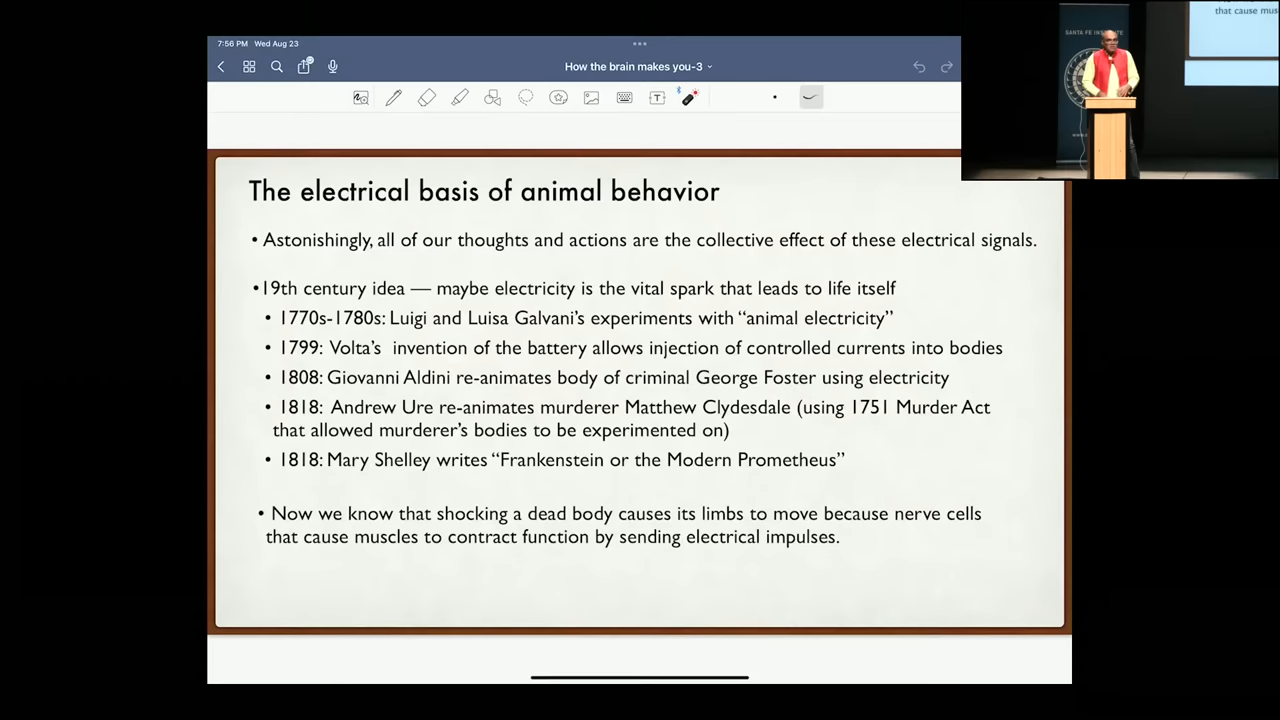 7:56 PM Wed Aug 23
How the brain makes you-3
that cause mus
SANTA FE INSTITUTE
The electrical basis of animal behavior
• Astonishingly, all of our thoughts and actions are the collective effect of these electrical signals.
•19th century idea — maybe electricity is the vital spark that leads to life itself
• 1770s-1780s: Luigi and Luisa Galvani's experiments with “animal electricity”
• 1799: Volta's invention of the battery allows injection of controlled currents into bodies
• 1808: Giovanni Aldini re-animates body of criminal George Foster using electricity
• 1818: Andrew Ure re-animates murderer Matthew Clydesdale (using 1751 Murder Act
that allowed murderer's bodies to be experimented on)
• 1818: Mary Shelley writes “Frankenstein or the Modern Prometheus”
• Now we know that shocking a dead body causes its limbs to move because nerve cells
that cause muscles to contract function by sending electrical impulses.